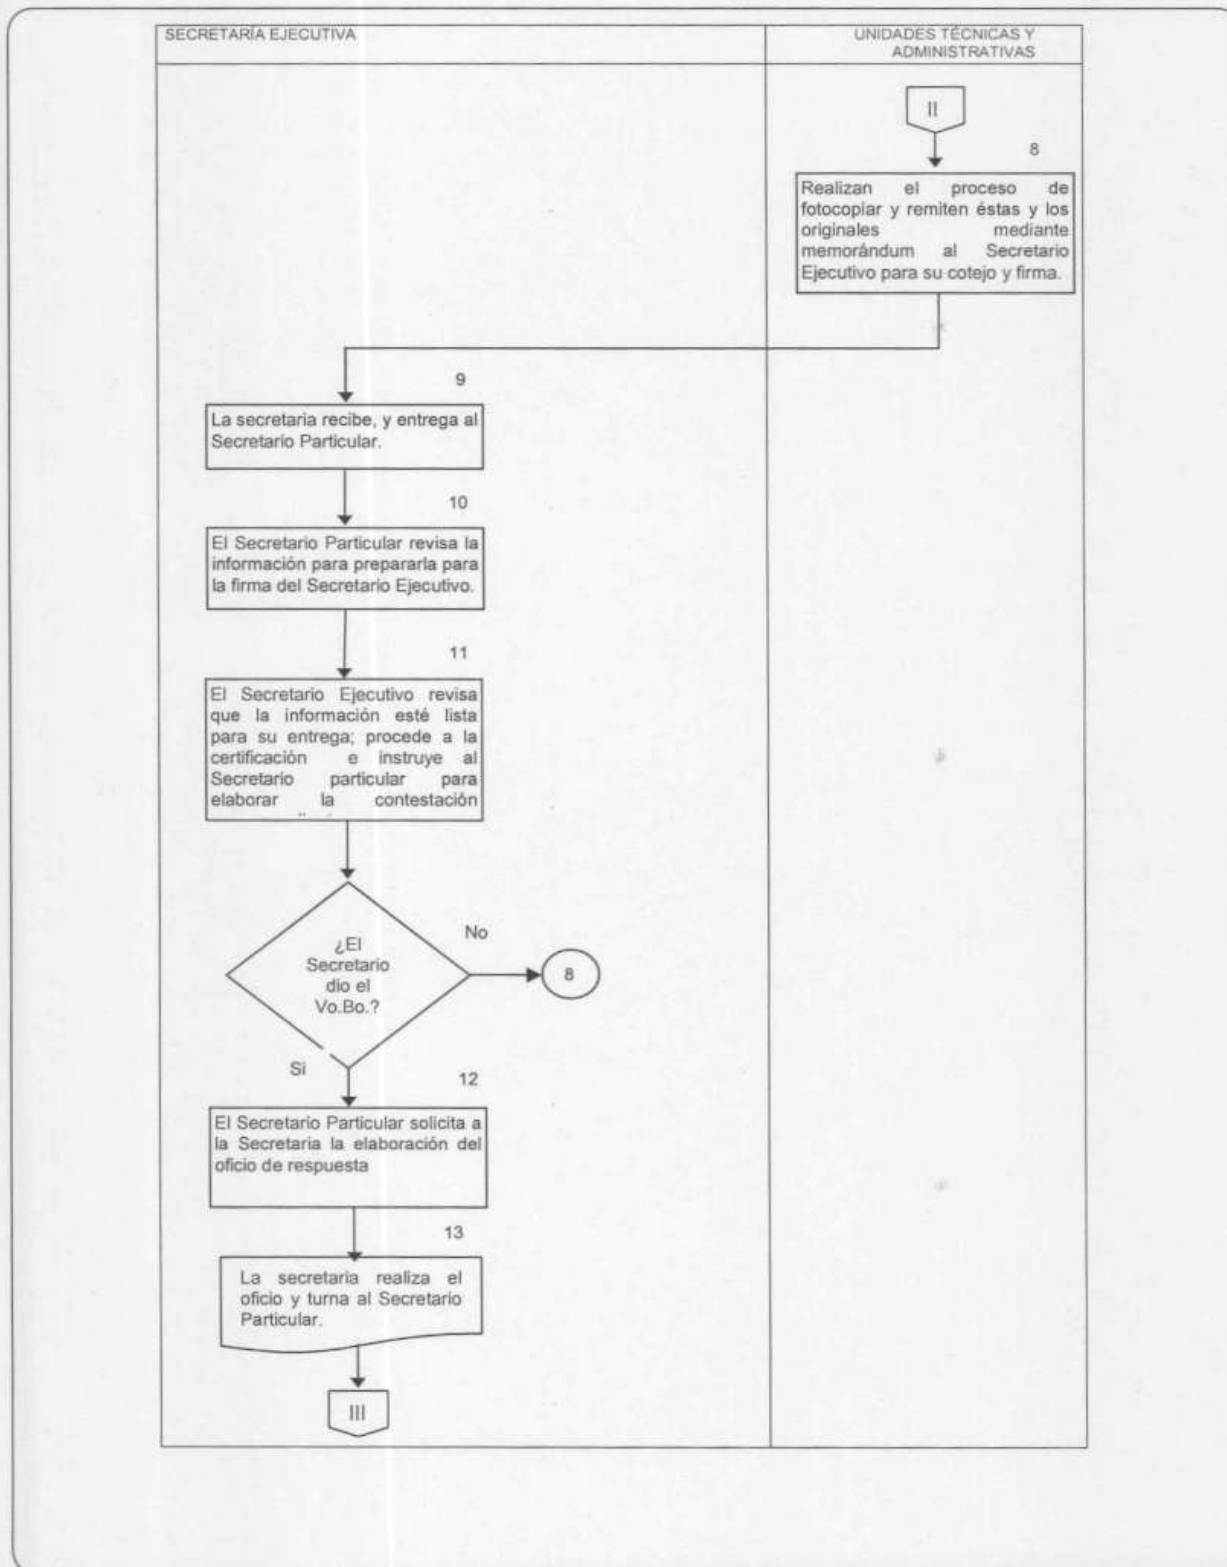 SECRETARÍA EJECUTIVA
UNIDADES TÉCNICAS Y
ADMINISTRATIVAS
II
8
Realizan el proceso de
fotocopiar y remiten éstas y los
originales mediante
memorándum al Secretario
Ejecutivo para su cotejo y firma.
9
La secretaria recibe, y entrega al
Secretario Particular.
10
El Secretario Particular revisa la
información para prepararla para
la firma del Secretario Ejecutivo.
11
El Secretario Ejecutivo revisa
que la información esté lista
para su entrega; procede a la
certificación e instruye al
Secretario particular para
elaborar la contestación
¿El
Secretario
dio el
Vo.Bo.?
No
8
Si
12
El Secretario Particular solicita a
la Secretaria la elaboración del
oficio de respuesta
13
La secretaria realiza el
oficio y turna al Secretario
Particular.
III